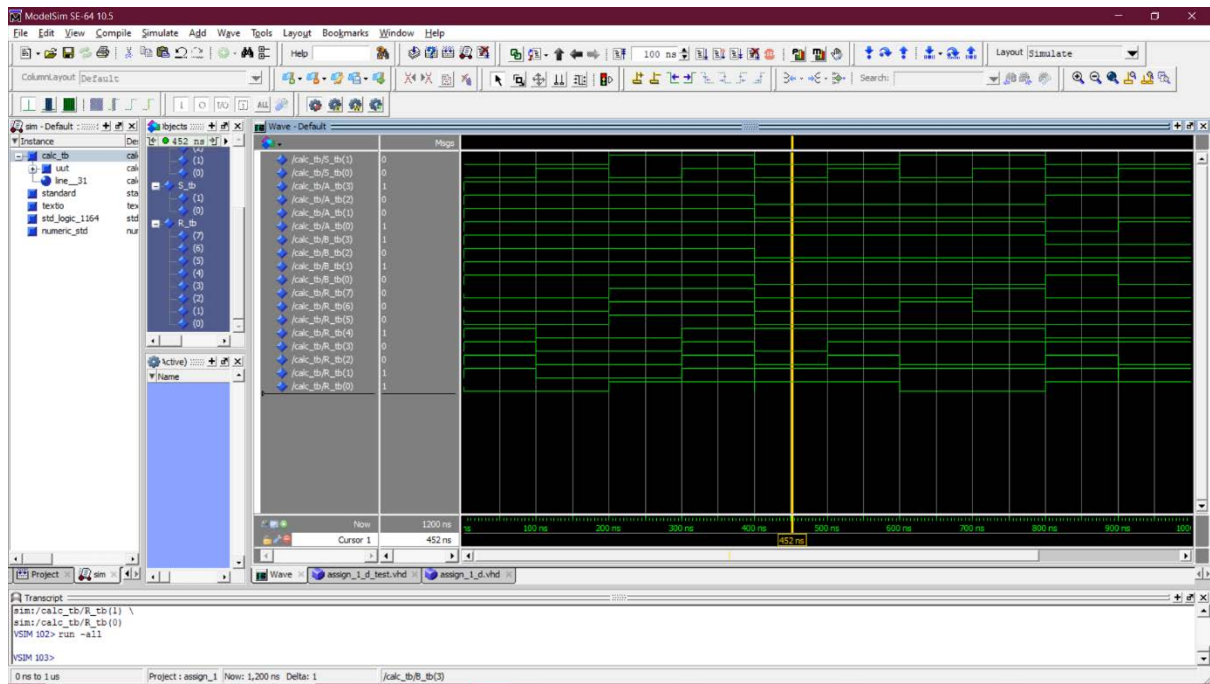 ModelSim SE-64 10.5
File Edit View Compile Simulate Add Wave Tools Layout Bookmarks Window Help
Help
100 ns
Layout Simulate
ColumnLayout Default
Search:
sim - Default
Objects
Wave - Default
Instance
452 ns
Msgs
calc_tb
uut
line__31
standard
textio
std_logic_1164
numeric_std
(1)
(0)
S_tb
(1)
(0)
R_tb
(7)
(6)
(5)
(4)
(3)
(2)
(1)
(0)
Name
/calc_tb/S_tb(1) 0
/calc_tb/S_tb(0) 0
/calc_tb/A_tb(3) 1
/calc_tb/A_tb(2) 0
/calc_tb/A_tb(1) 0
/calc_tb/A_tb(0) 1
/calc_tb/B_tb(3) 1
/calc_tb/B_tb(2) 0
/calc_tb/B_tb(1) 1
/calc_tb/B_tb(0) 0
/calc_tb/R_tb(7) 0
/calc_tb/R_tb(6) 0
/calc_tb/R_tb(5) 0
/calc_tb/R_tb(4) 1
/calc_tb/R_tb(3) 0
/calc_tb/R_tb(2) 0
/calc_tb/R_tb(1) 1
/calc_tb/R_tb(0) 1
Now 1200 ns
100 ns 200 ns 300 ns 400 ns 500 ns 600 ns 700 ns 800 ns 900 ns
Cursor 1 452 ns
452 ns
Project sim
Wave assign_1_d_test.vhd assign_1_d.vhd
Transcript
sim:/calc_tb/R_tb(1) \
sim:/calc_tb/R_tb(0)
VSIM 102> run -all
VSIM 103>
0 ns to 1 us Project : assign_1 Now: 1,200 ns Delta: 1 /calc_tb/B_tb(3)